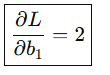 ∂L/∂b₁ = 2